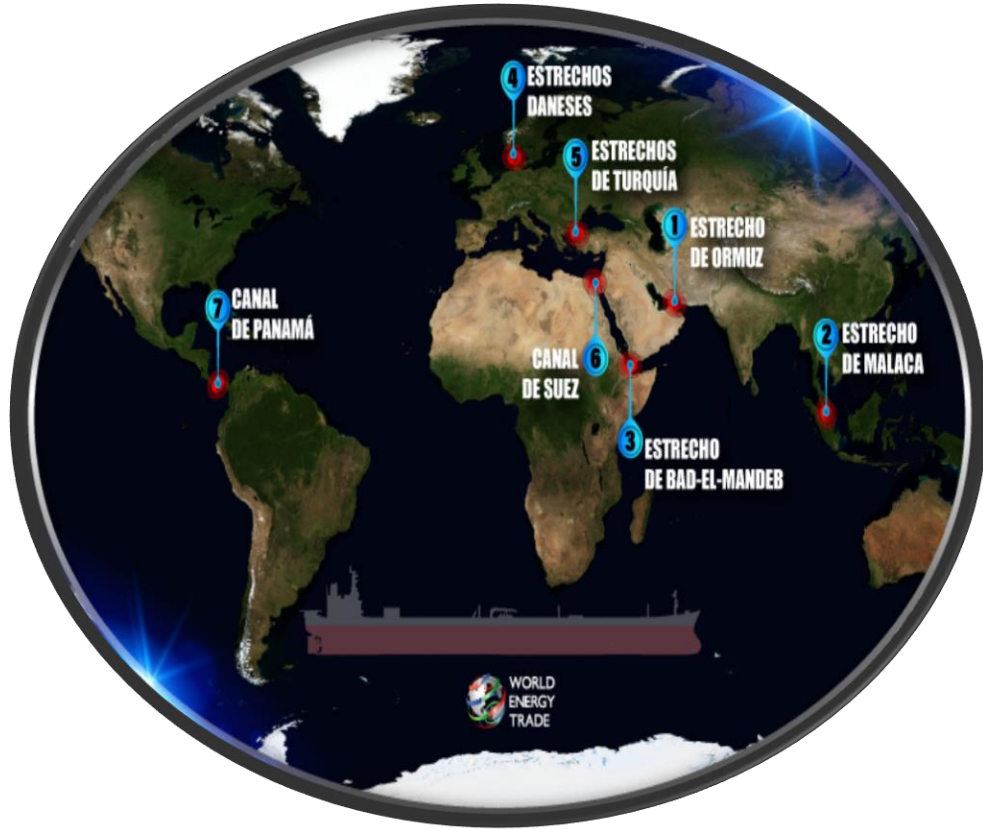 4
ESTRECHOS
DANESES
5
ESTRECHOS
DE TURQUÍA
1
ESTRECHO
DE ORMUZ
7
CANAL
DE PANAMÁ
2
ESTRECHO
DE MALACA
CANAL
DE SUEZ
6
3
ESTRECHO
DE BAD-EL-MANDEB
WORLD
ENERGY
TRADE